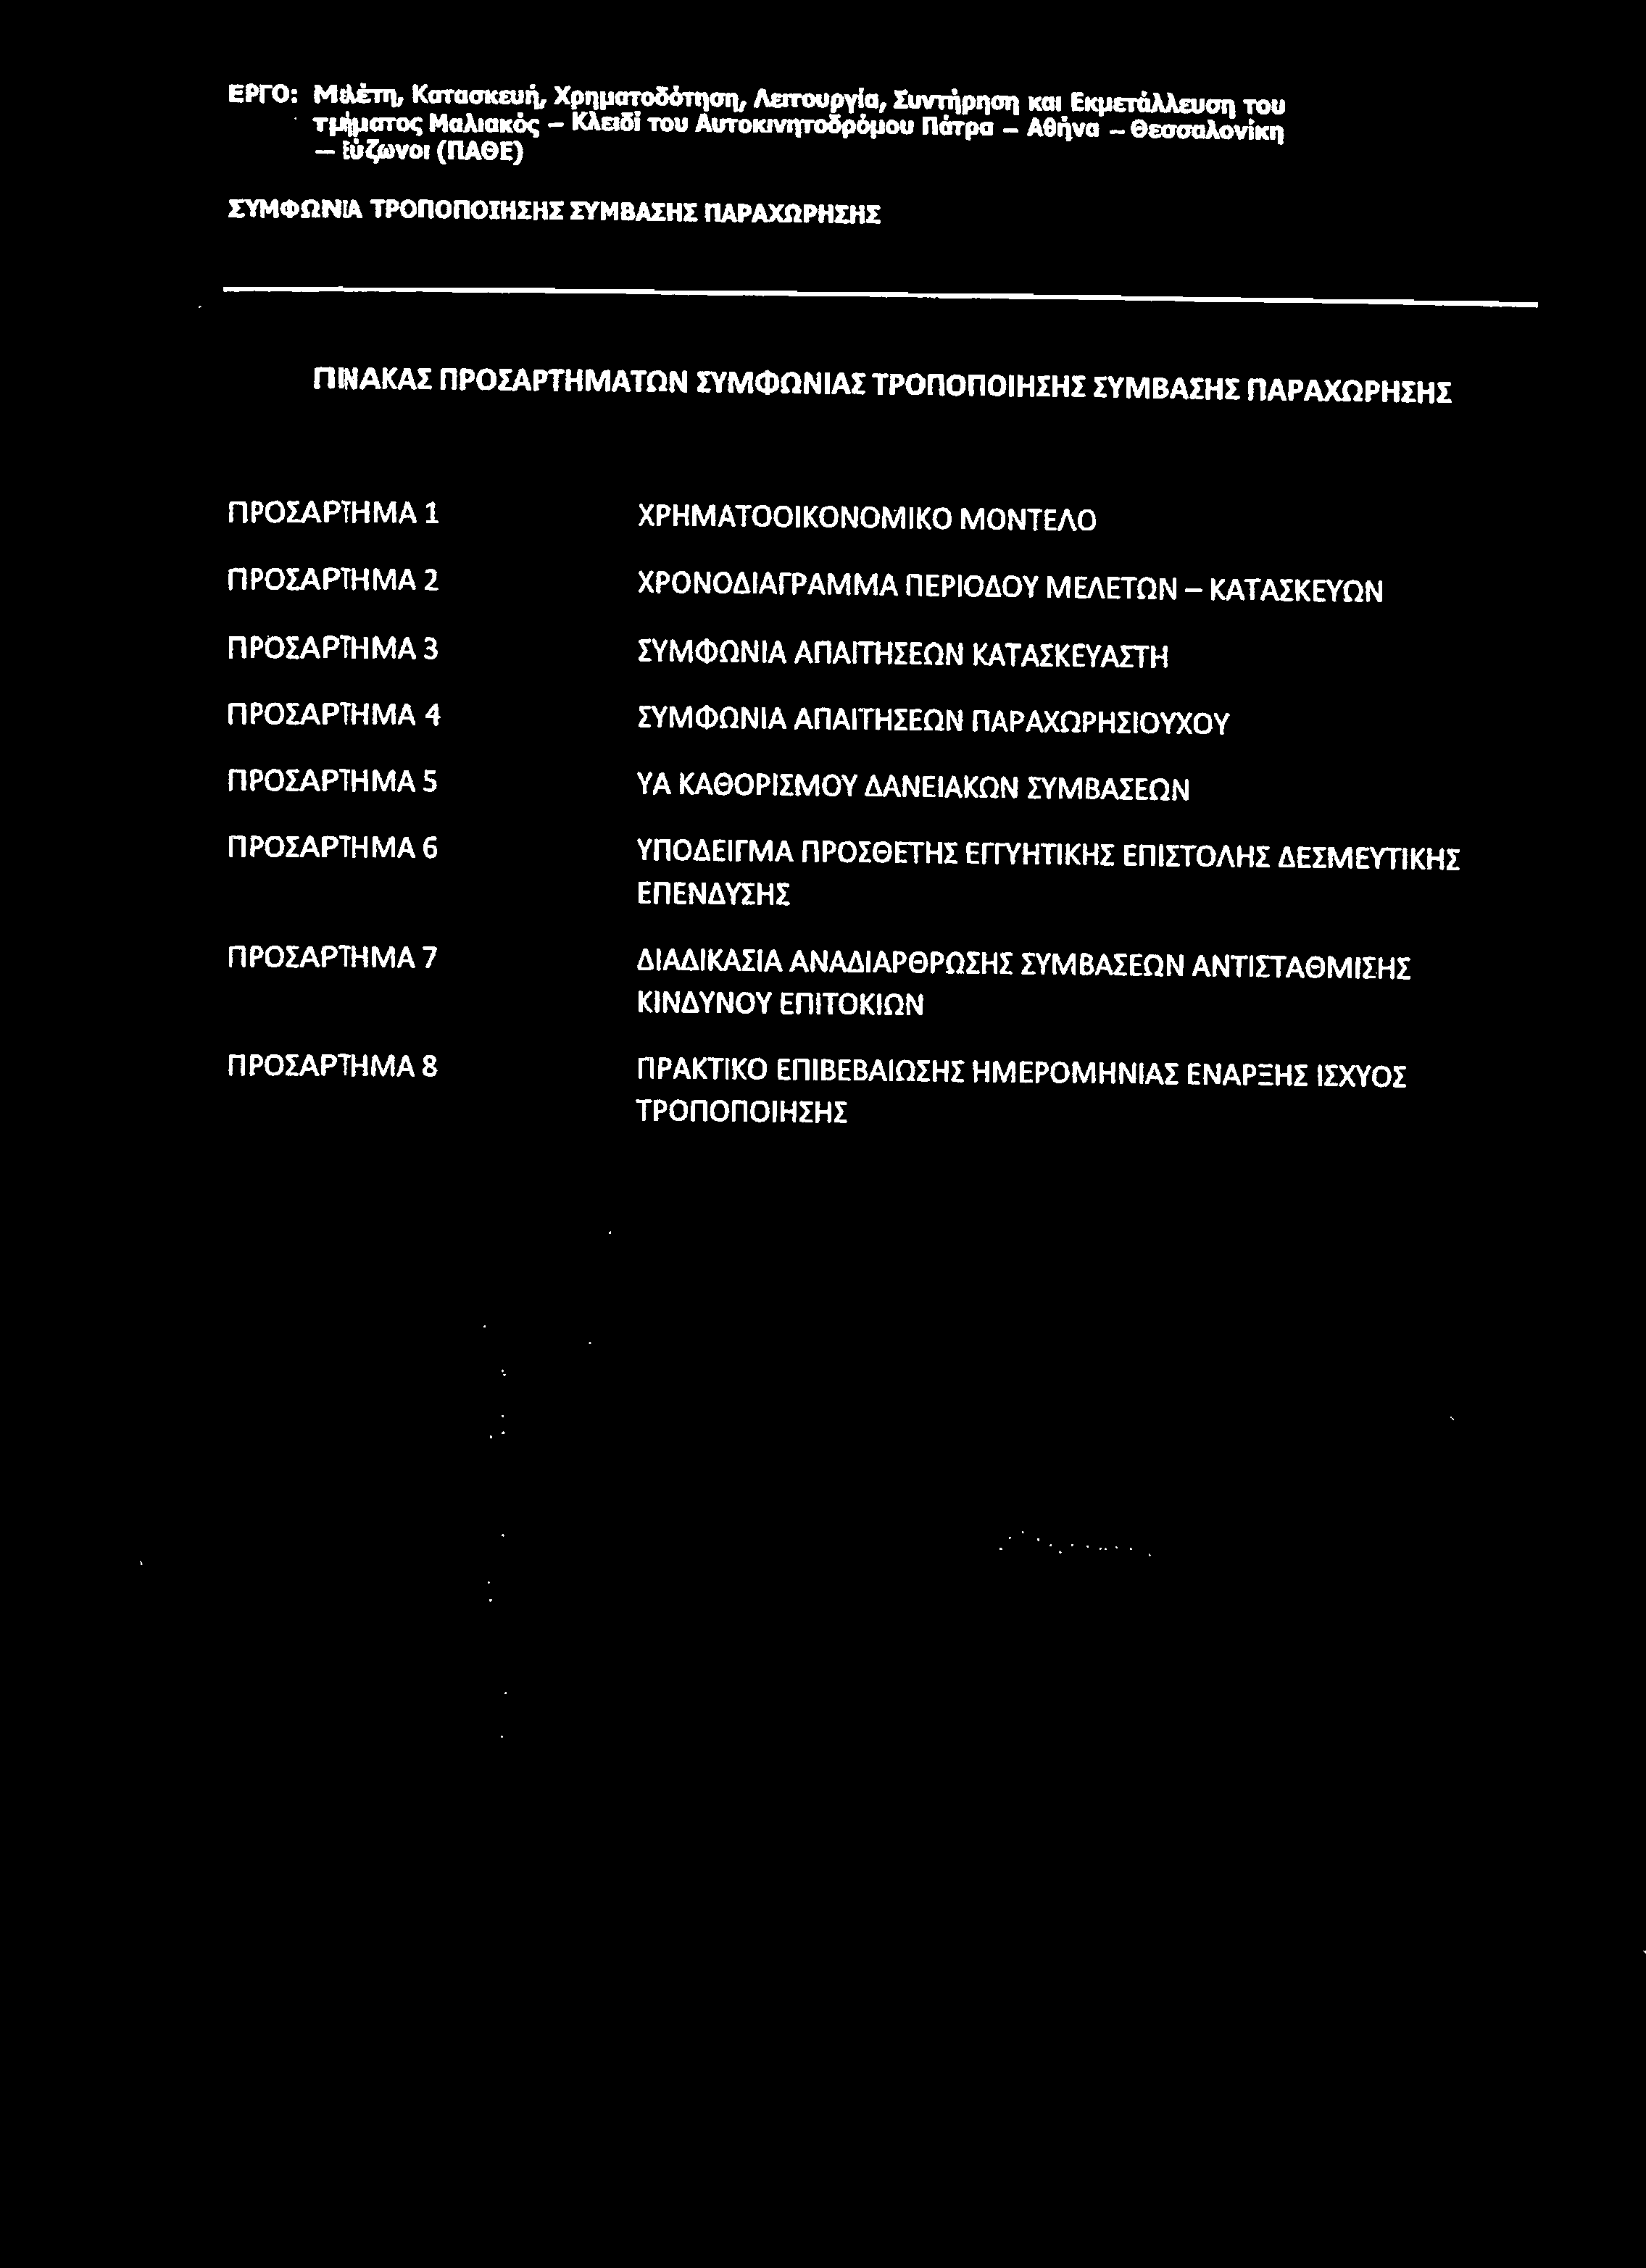 ΕΡΓΟ: Μελέτη, Κατασκευή, Χρηματοδότηση, Λειτουργία, Συντήρηση και Εκμετάλλευση του
τμήματος Μαλιακός – Κλειδί του Αυτοκινητοδρόμου Πάτρα – Αθήνα – Θεσσαλονίκη
– Εύζωνοι (ΠΑΘΕ)
ΣΥΜΦΩΝΙΑ ΤΡΟΠΟΠΟΙΗΣΗΣ ΣΥΜΒΑΣΗΣ ΠΑΡΑΧΩΡΗΣΗΣ
ΠΙΝΑΚΑΣ ΠΡΟΣΑΡΤΗΜΑΤΩΝ ΣΥΜΦΩΝΙΑΣ ΤΡΟΠΟΠΟΙΗΣΗΣ ΣΥΜΒΑΣΗΣ ΠΑΡΑΧΩΡΗΣΗΣ
ΠΡΟΣΑΡΤΗΜΑ 1 ΧΡΗΜΑΤΟΟΙΚΟΝΟΜΙΚΟ ΜΟΝΤΕΛΟ
ΠΡΟΣΑΡΤΗΜΑ 2 ΧΡΟΝΟΔΙΑΓΡΑΜΜΑ ΠΕΡΙΟΔΟΥ ΜΕΛΕΤΩΝ – ΚΑΤΑΣΚΕΥΩΝ
ΠΡΟΣΑΡΤΗΜΑ 3 ΣΥΜΦΩΝΙΑ ΑΠΑΙΤΗΣΕΩΝ ΚΑΤΑΣΚΕΥΑΣΤΗ
ΠΡΟΣΑΡΤΗΜΑ 4 ΣΥΜΦΩΝΙΑ ΑΠΑΙΤΗΣΕΩΝ ΠΑΡΑΧΩΡΗΣΙΟΥΧΟΥ
ΠΡΟΣΑΡΤΗΜΑ 5 ΥΑ ΚΑΘΟΡΙΣΜΟΥ ΔΑΝΕΙΑΚΩΝ ΣΥΜΒΑΣΕΩΝ
ΠΡΟΣΑΡΤΗΜΑ 6 ΥΠΟΔΕΙΓΜΑ ΠΡΟΣΘΕΤΗΣ ΕΓΓΥΗΤΙΚΗΣ ΕΠΙΣΤΟΛΗΣ ΔΕΣΜΕΥΤΙΚΗΣ
ΕΠΕΝΔΥΣΗΣ
ΠΡΟΣΑΡΤΗΜΑ 7 ΔΙΑΔΙΚΑΣΙΑ ΑΝΑΔΙΑΡΘΡΩΣΗΣ ΣΥΜΒΑΣΕΩΝ ΑΝΤΙΣΤΑΘΜΙΣΗΣ
ΚΙΝΔΥΝΟΥ ΕΠΙΤΟΚΙΩΝ
ΠΡΟΣΑΡΤΗΜΑ 8 ΠΡΑΚΤΙΚΟ ΕΠΙΒΕΒΑΙΩΣΗΣ ΗΜΕΡΟΜΗΝΙΑΣ ΕΝΑΡΞΗΣ ΙΣΧΥΟΣ
ΤΡΟΠΟΠΟΙΗΣΗΣ